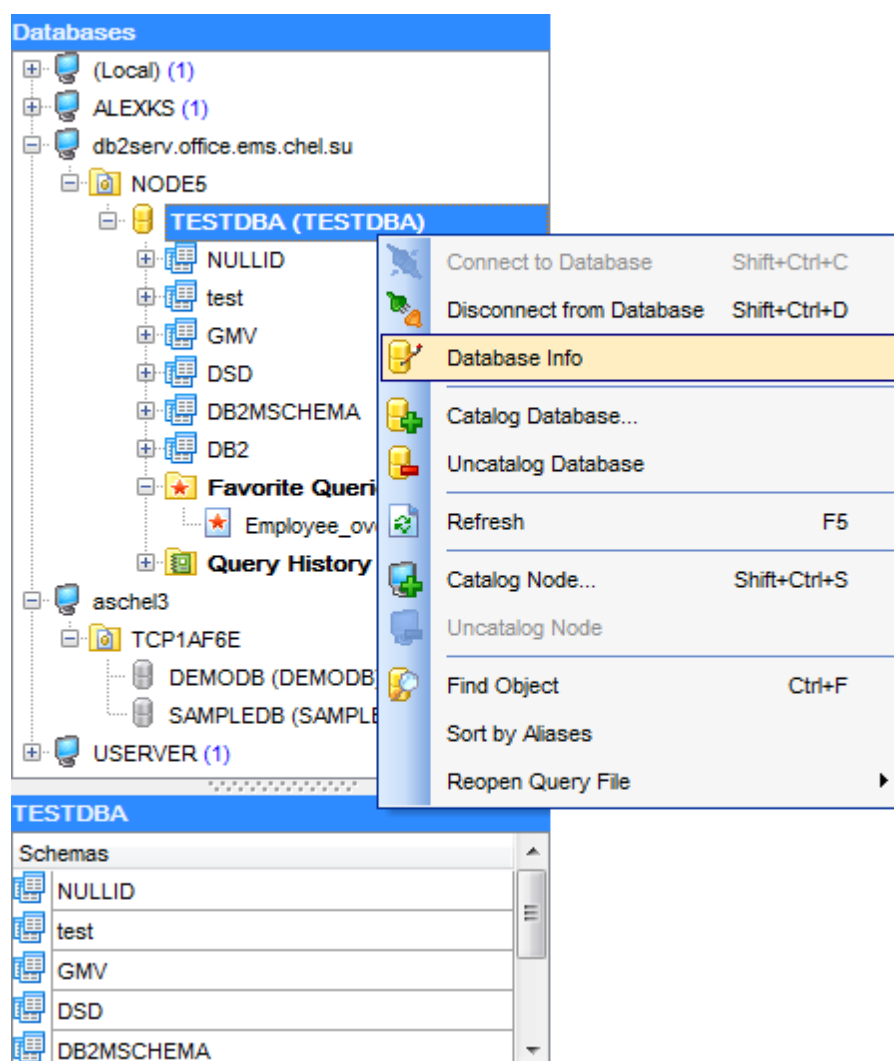 Databases
(Local) (1)
ALEXKS (1)
db2serv.office.ems.chel.su
NODE5
TESTDBA (TESTDBA)
NULLID
test
GMV
DSD
DB2MSCHEMA
DB2
Favorite Queri
Employee_ov
Query History
aschel3
TCP1AF6E
DEMODB (DEMODB)
SAMPLEDB (SAMPLE
USERVER (1)
Connect to Database Shift+Ctrl+C
Disconnect from Database Shift+Ctrl+D
Database Info
Catalog Database...
Uncatalog Database
Refresh F5
Catalog Node... Shift+Ctrl+S
Uncatalog Node
Find Object Ctrl+F
Sort by Aliases
Reopen Query File
TESTDBA
Schemas
NULLID
test
GMV
DSD
DB2MSCHEMA